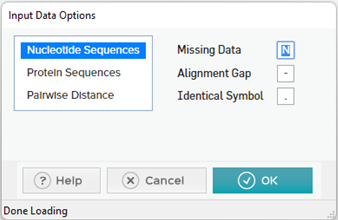 Input Data Options
Nucleotide Sequences
Protein Sequences
Pairwise Distance
Missing Data N
Alignment Gap -
Identical Symbol .
? Help
Cancel
OK
Done Loading